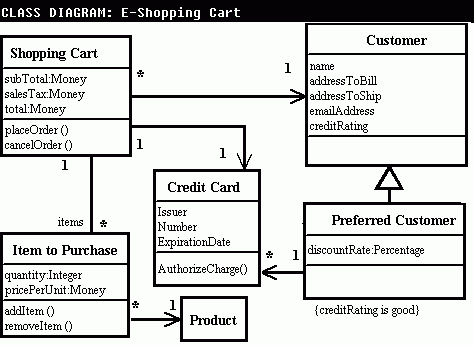 CLASS DIAGRAM: E-Shopping Cart
Shopping Cart
subTotal:Money
salesTax:Money
total:Money
placeOrder ()
cancelOrder ()
*
1
Customer
name
addressToBill
addressToShip
emailAddress
creditRating
1
1
1
Credit Card
Issuer
Number
ExpirationDate
AuthorizeCharge()
items
*
Preferred Customer
discountRate:Percentage
*
1
{creditRating is good}
Item to Purchase
quantity:Integer
pricePerUnit:Money
addItem ()
removeItem ()
*
1
Product